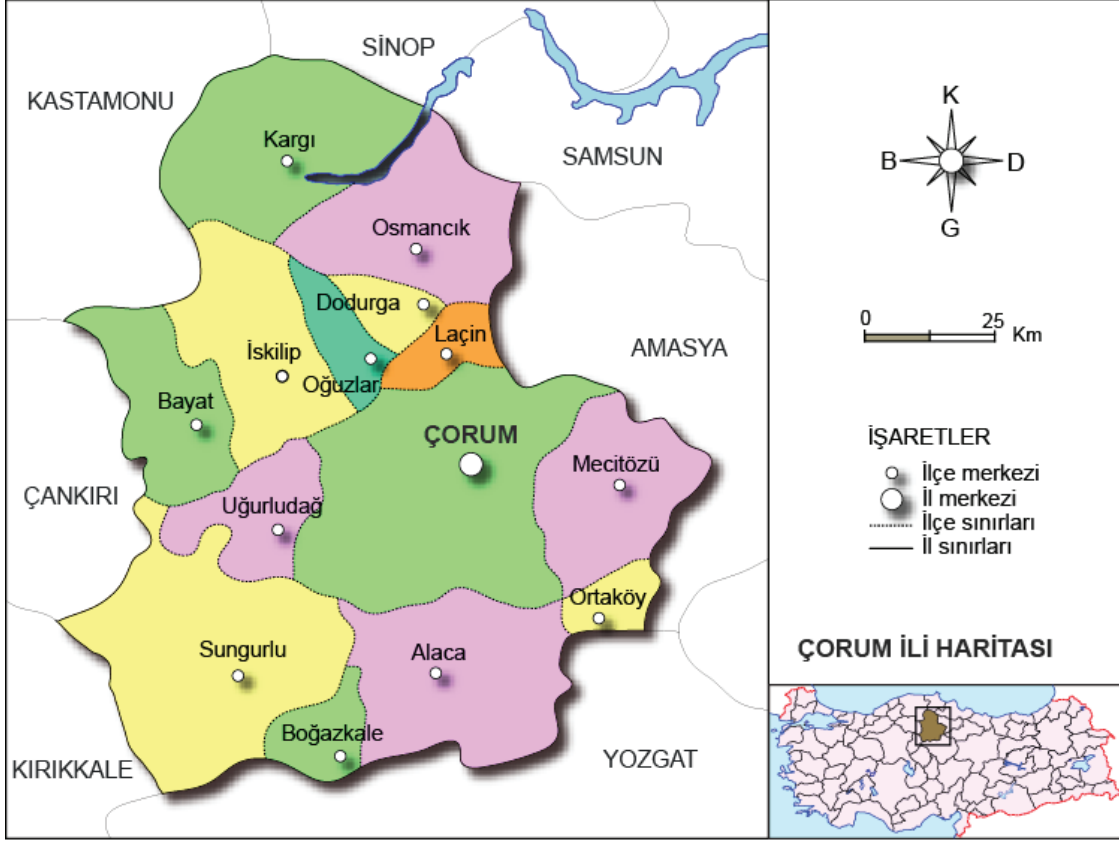 SİNOP
KASTAMONU
Kargı
SAMSUN
Osmancık
Dodurga
Laçin
AMASYA
İskilip
Oğuzlar
Bayat
ÇORUM
Mecitözü
ÇANKIRI
Uğurludağ
Ortaköy
Sungurlu
Alaca
Boğazkale
KIRIKKALE
YOZGAT
K
B D
G
0 25 Km
İŞARETLER
İlçe merkezi
İl merkezi
İlçe sınırları
İl sınırları
ÇORUM İLİ HARİTASI